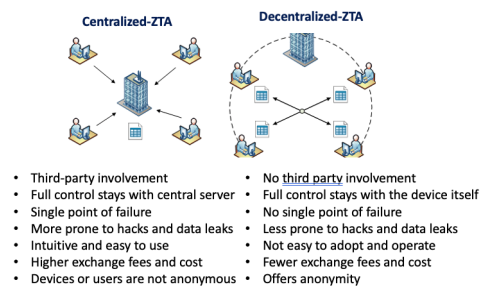 Centralized-ZTA
Decentralized-ZTA
• Third-party involvement
• Full control stays with central server
• Single point of failure
• More prone to hacks and data leaks
• Intuitive and easy to use
• Higher exchange fees and cost
• Devices or users are not anonymous
• No third party involvement
• Full control stays with the device itself
• No single point of failure
• Less prone to hacks and data leaks
• Not easy to adopt and operate
• Fewer exchange fees and cost
• Offers anonymity